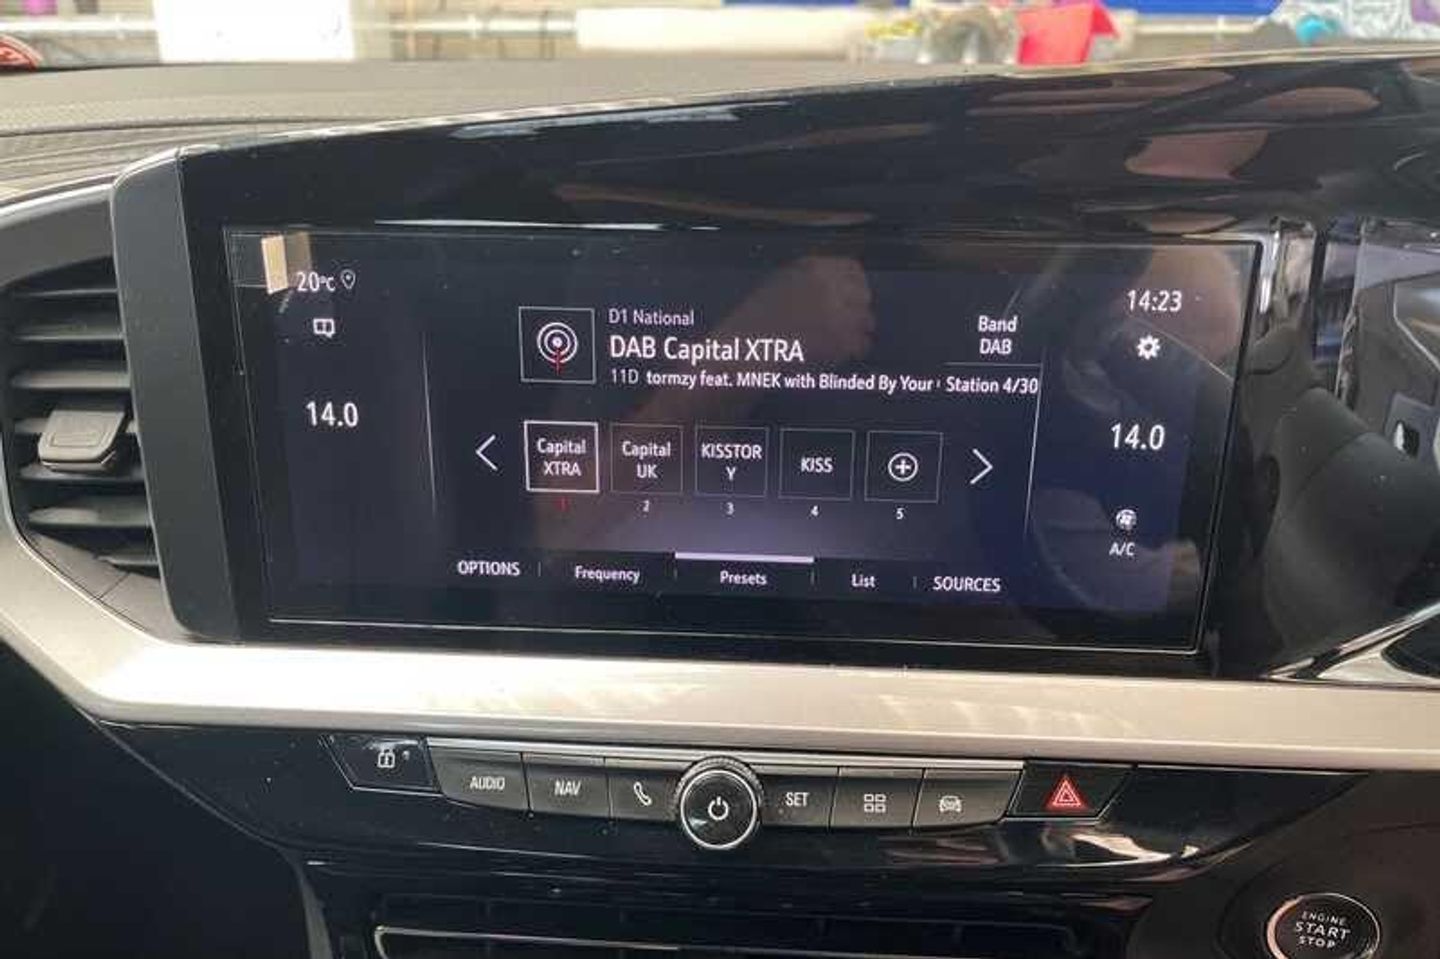 20°C
14:23
D1 National
DAB Capital XTRA
11D tormzy feat. MNEK with Blinded By Your
Band
DAB
Station 4/30
14.0
14.0
Capital
XTRA
1
Capital
UK
2
KISSTOR
Y
3
KISS
4
5
A/C
OPTIONS
Frequency
Presets
List
SOURCES
AUDIO
NAV
SET
ENGINE
START
STOP